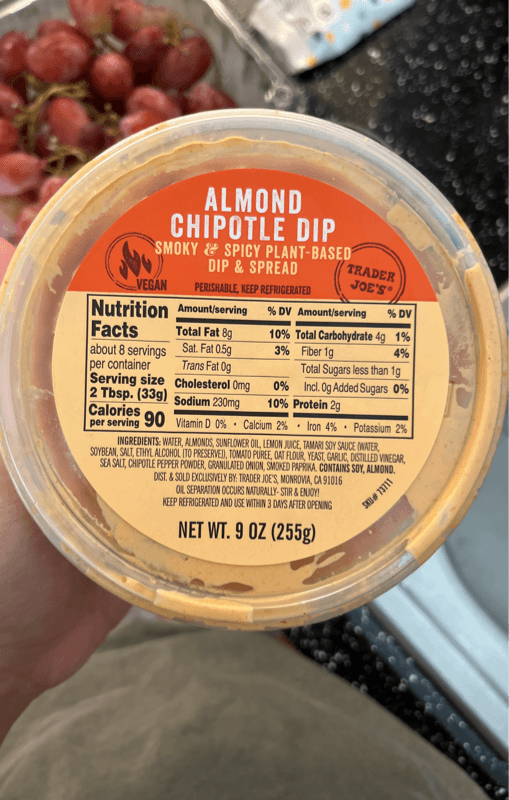 ALMOND
CHIPOTLE DIP
SMOKY & SPICY PLANT-BASED
DIP & SPREAD
VEGAN
PERISHABLE, KEEP REFRIGERATED
TRADER
JOE'S®
Nutrition
Facts
about 8 servings
per container
Serving size
2 Tbsp. (33g)
Calories
per serving 90
Amount/serving % DV
Total Fat 8g 10%
Sat. Fat 0.5g 3%
Trans Fat 0g
Cholesterol 0mg 0%
Sodium 230mg 10%
Amount/serving % DV
Total Carbohydrate 4g 1%
Fiber 1g 4%
Total Sugars less than 1g
Incl. 0g Added Sugars 0%
Protein 2g
Vitamin D 0% • Calcium 2% • Iron 4% • Potassium 2%
INGREDIENTS: WATER, ALMONDS, SUNFLOWER OIL, LEMON JUICE, TAMARI SOY SAUCE (WATER,
SOYBEAN, SALT, ETHYL ALCOHOL (TO PRESERVE)), TOMATO PUREE, OAT FLOUR, YEAST, GARLIC, DISTILLED VINEGAR,
SEA SALT, CHIPOTLE PEPPER POWDER, GRANULATED ONION, SMOKED PAPRIKA. CONTAINS SOY, ALMOND.
DIST. & SOLD EXCLUSIVELY BY: TRADER JOE'S, MONROVIA, CA 91016
OIL SEPARATION OCCURS NATURALLY- STIR & ENJOY!
KEEP REFRIGERATED AND USE WITHIN 3 DAYS AFTER OPENING
SKU# 73711
NET WT. 9 OZ (255g)